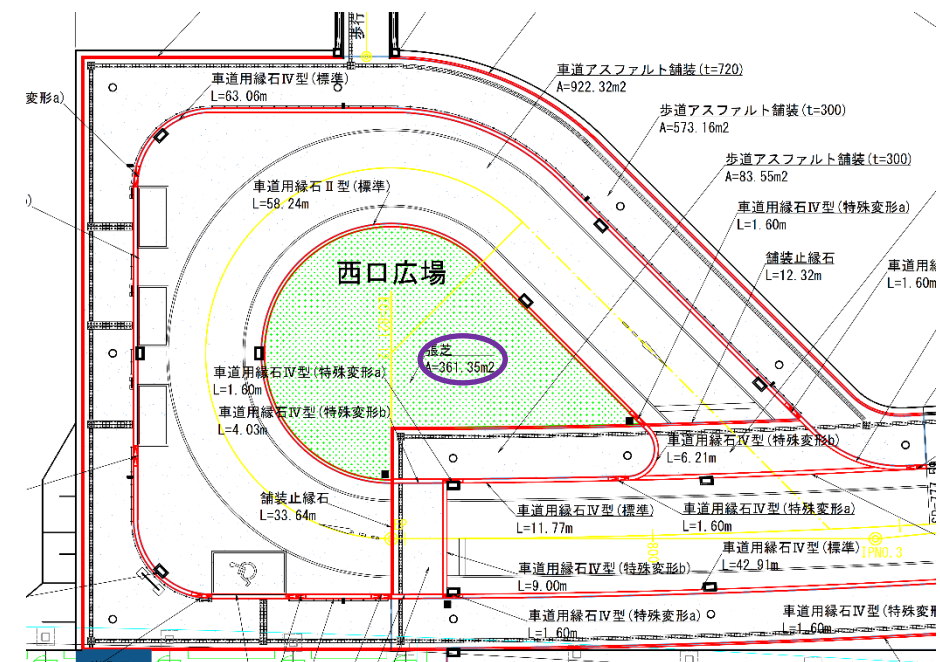 歩行
車道用縁石Ⅳ型(標準)
L=63.06m
変形a)
車道アスファルト舗装(t=720)
A=922.32m2
歩道アスファルト舗装(t=300)
A=573.16m2
歩道アスファルト舗装(t=300)
A=83.55m2
車道用縁石Ⅱ型(標準)
L=58.24m
車道用縁石Ⅳ型(特殊変形a)
L=1.60m
舗装止縁石
L=12.32m
車道用縁
L=1.60m
西口広場
張芝
A=361.35m2
車道用縁石Ⅳ型(特殊変形a)
L=1.60m
車道用縁石Ⅳ型(特殊変形b)
L=4.03m
車道用縁石Ⅳ型(特殊変形b)
L=6.21m
舗装止縁石
L=33.64m
車道用縁石Ⅳ型(標準)
L=11.77m
車道用縁石Ⅳ型(特殊変形a)
L=1.60m
IPNO.3
車道用縁石Ⅳ型(標準)
L=42.91m
車道用縁石Ⅳ型(特殊変形b)
L=9.00m
車道用縁石Ⅳ型(特殊変形a)
L=1.60m
車道用縁石Ⅳ型(特殊変形
L=1.60m